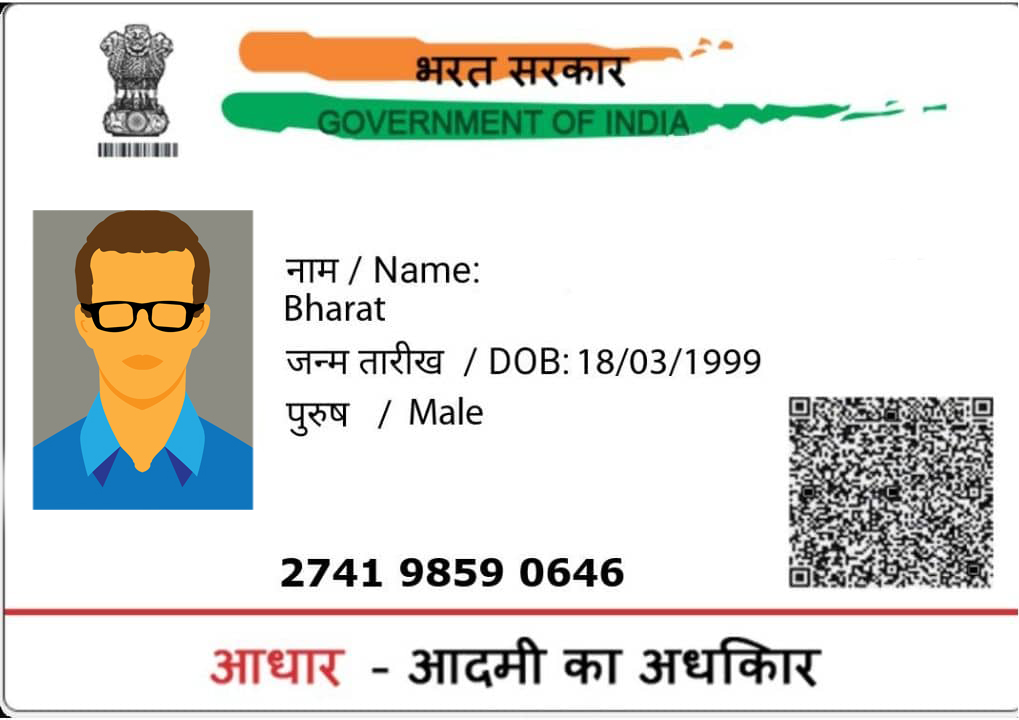 भरत सरकार
GOVERNMENT OF INDIA
नाम / Name:
Bharat
जन्म तारीख / DOB: 18/03/1999
पुरुष / Male
2741 9859 0646
आधार - आदमी का अधकिार